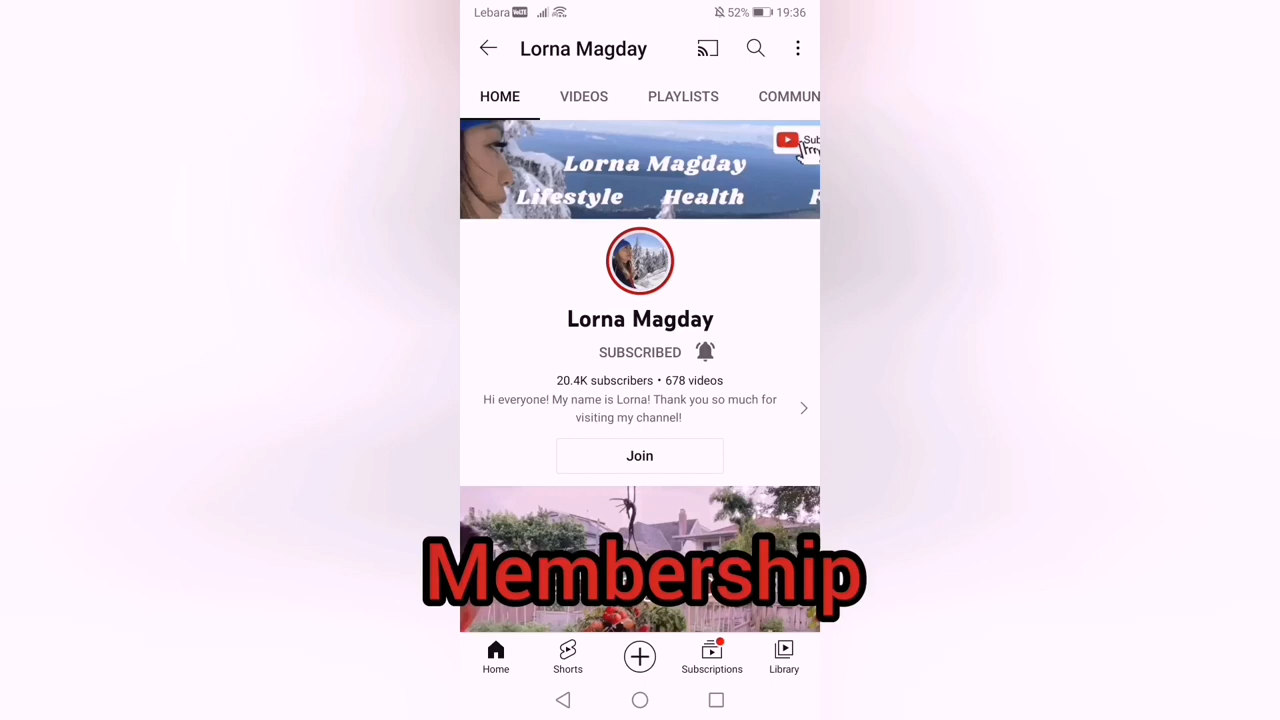 Lebara VoLTE 52% 19:36
Lorna Magday
HOME VIDEOS PLAYLISTS COMMUN
Sub
Lorna Magday
Lifestyle Health F
Lorna Magday
SUBSCRIBED
20.4K subscribers • 678 videos
Hi everyone! My name is Lorna! Thank you so much for
visiting my channel!
Join
Membership
Home Shorts Subscriptions Library